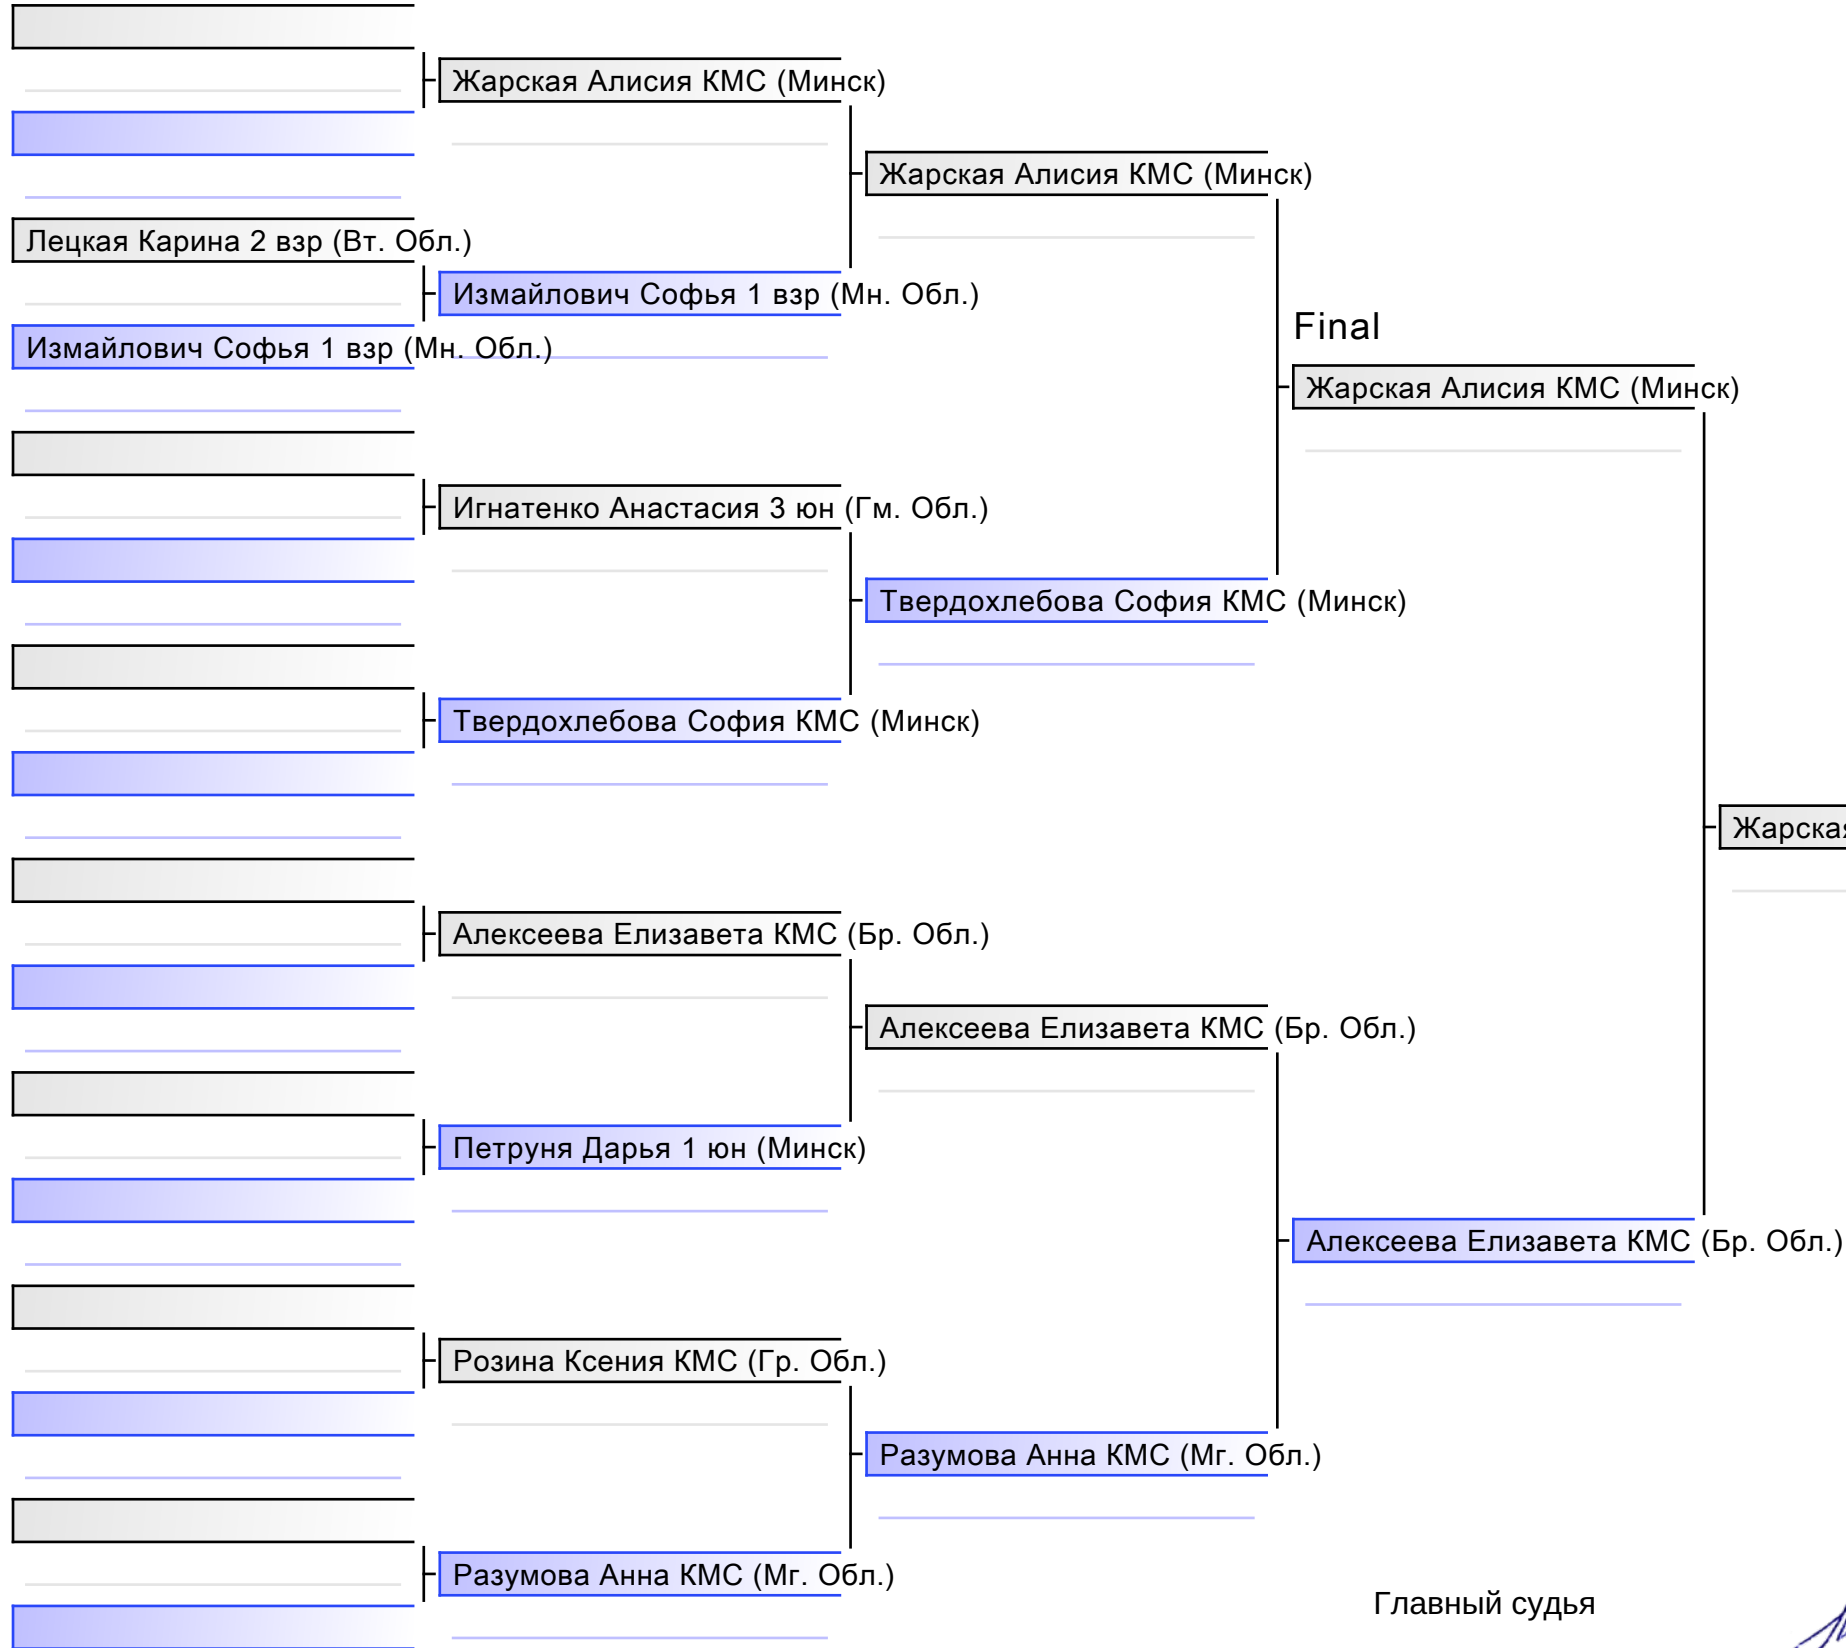 Жарская Алисия КМС (Минск)
Жарская Алисия КМС (Минск)
Лецкая Карина 2 взр (Вт. Обл.)
Измайлович Софья 1 взр (Мн. Обл.)
Final
Измайлович Софья 1 взр (Мн. Обл.)
Жарская Алисия КМС (Минск)
Игнатенко Анастасия 3 юн (Гм. Обл.)
Твердохлебова София КМС (Минск)
Твердохлебова София КМС (Минск)
Жарская
Алексеева Елизавета КМС (Бр. Обл.)
Алексеева Елизавета КМС (Бр. Обл.)
Петруня Дарья 1 юн (Минск)
Алексеева Елизавета КМС (Бр. Обл.)
Розина Ксения КМС (Гр. Обл.)
Разумова Анна КМС (Мг. Обл.)
Разумова Анна КМС (Мг. Обл.)
Главный судья